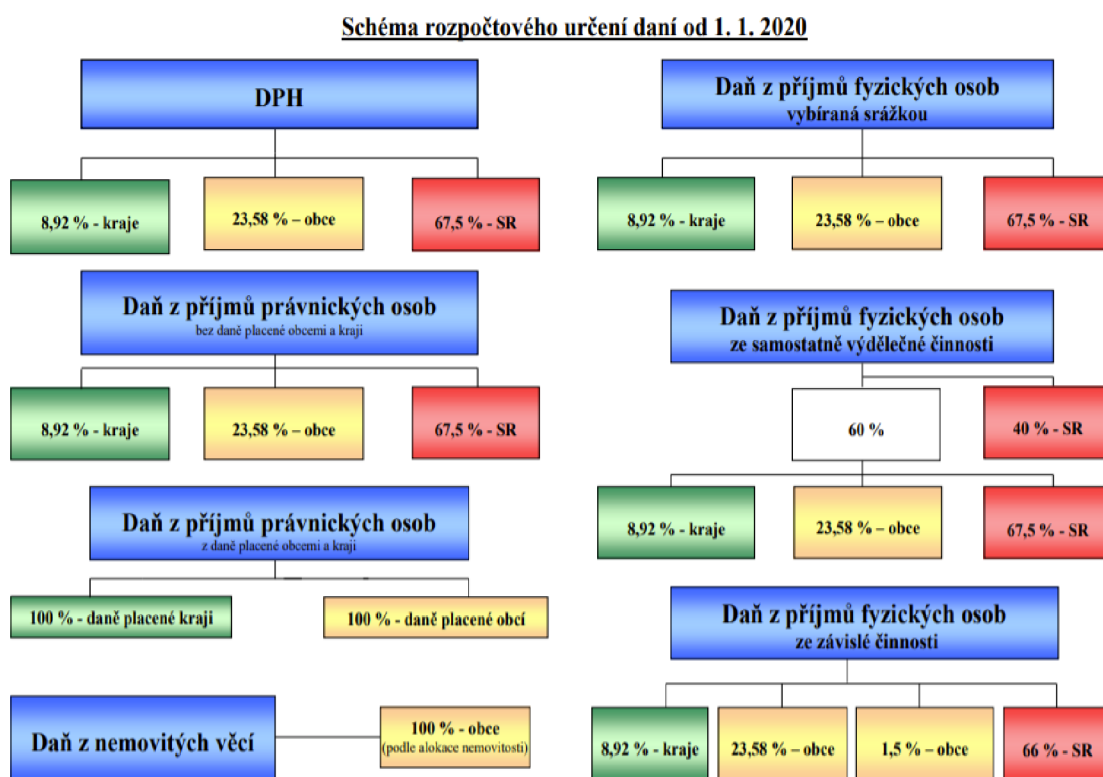 Schéma rozpočtového určení daní od 1. 1. 2020
DPH
8,92 % - kraje
23,58 % – obce
67,5 % - SR
Daň z příjmů právnických osob
bez daně placené obcemi a kraji
8,92 % - kraje
23,58 % – obce
67,5 % - SR
Daň z příjmů právnických osob
z daně placené obcemi a kraji
100 % - daně placené kraji
100 % - daně placené obcí
Daň z nemovitých věcí
100 % - obce
(podle alokace nemovitosti)
Daň z příjmů fyzických osob
vybíraná srážkou
8,92 % - kraje
23,58 % – obce
67,5 % - SR
Daň z příjmů fyzických osob
ze samostatně výdělečné činnosti
60 %
40 % - SR
8,92 % - kraje
23,58 % – obce
67,5 % - SR
Daň z příjmů fyzických osob
ze závislé činnosti
8,92 % - kraje
23,58 % – obce
1,5 % – obce
66 % - SR